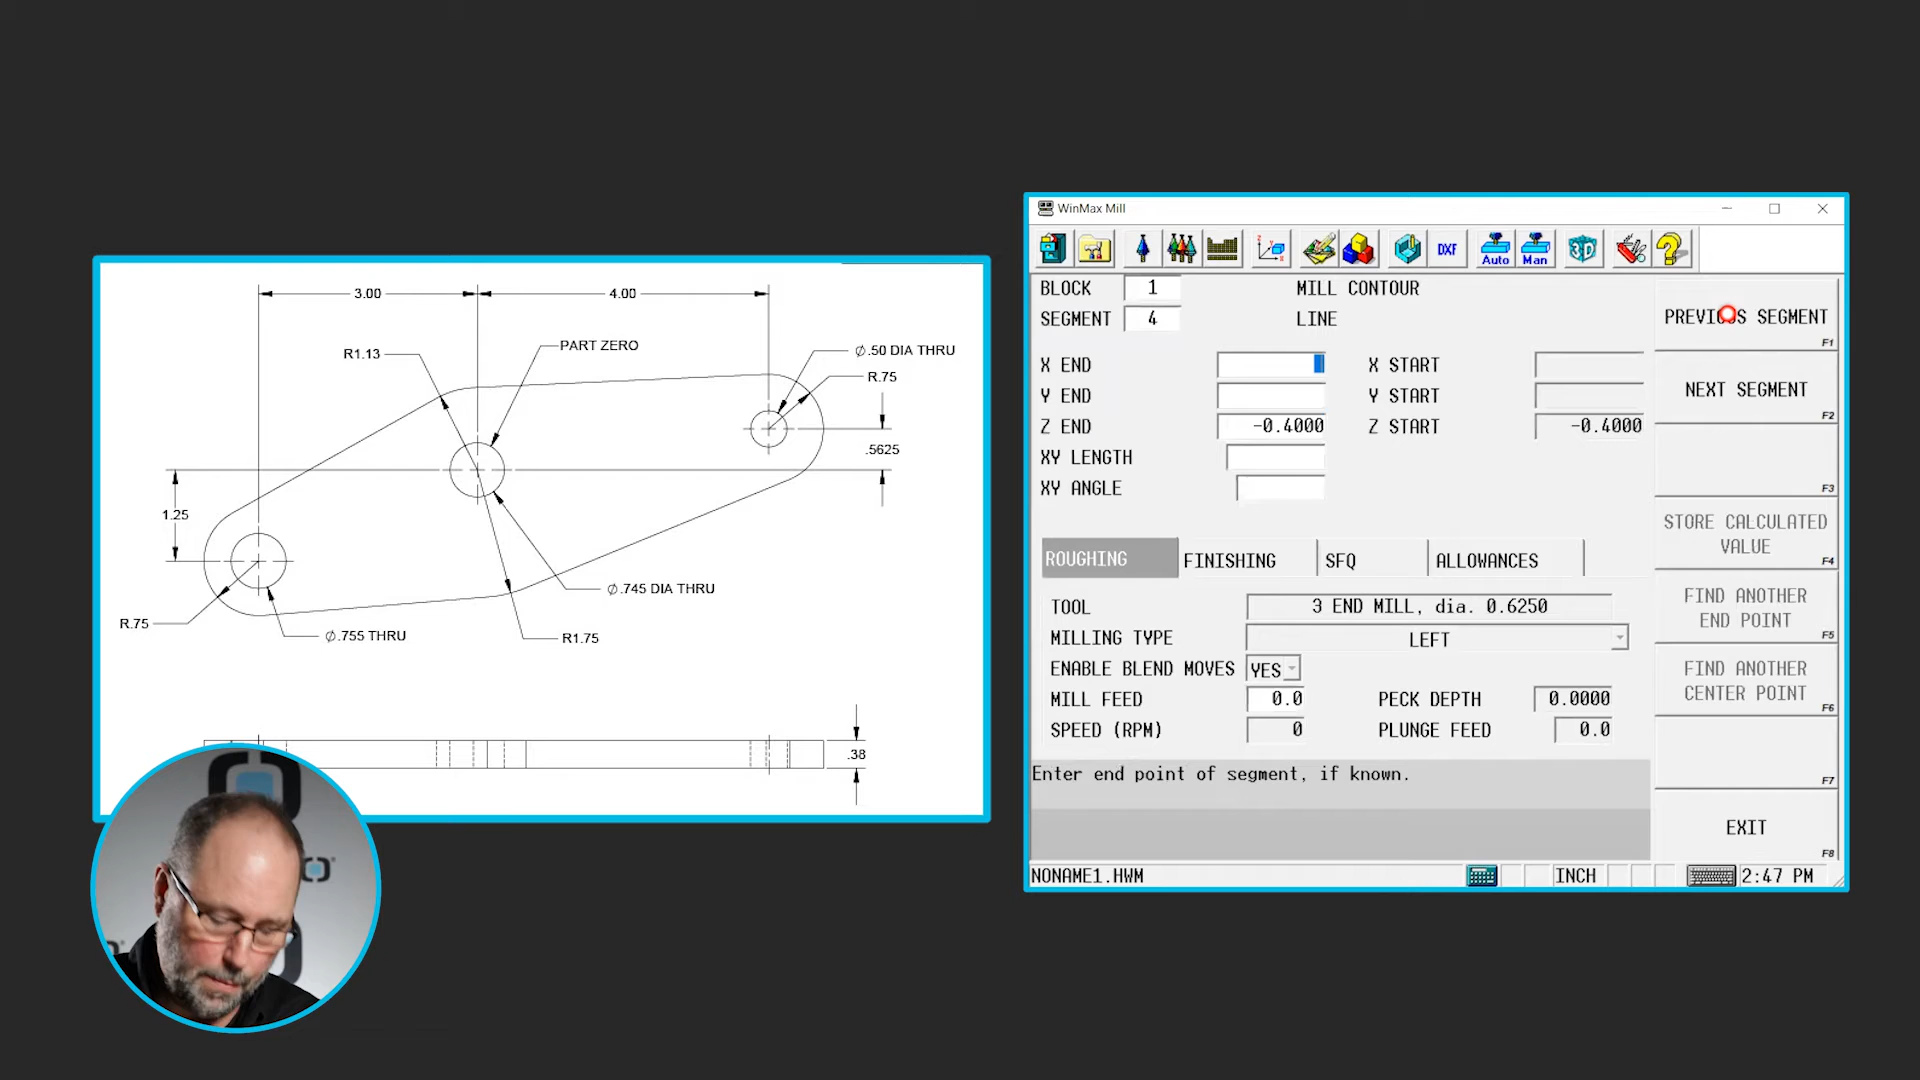 3.00
4.00
R1.13
PART ZERO
∅.50 DIA THRU
R.75
.5625
1.25
∅.745 DIA THRU
R.75
∅.755 THRU
R1.75
.38
WinMax Mill
DXF
Auto
Man
3D
BLOCK 1 MILL CONTOUR
SEGMENT 4 LINE
X END X START
Y END Y START
Z END -0.4000 Z START -0.4000
XY LENGTH
XY ANGLE
ROUGHING FINISHING SFQ ALLOWANCES
TOOL 3 END MILL, dia. 0.6250
MILLING TYPE LEFT
ENABLE BLEND MOVES YES
MILL FEED 0.0 PECK DEPTH 0.0000
SPEED (RPM) 0 PLUNGE FEED 0.0
Enter end point of segment, if known.
PREVIOUS SEGMENT
F1
NEXT SEGMENT
F2
F3
STORE CALCULATED
VALUE
F4
FIND ANOTHER
END POINT
F5
FIND ANOTHER
CENTER POINT
F6
F7
EXIT
F8
NONAME1.HWM INCH 2:47 PM